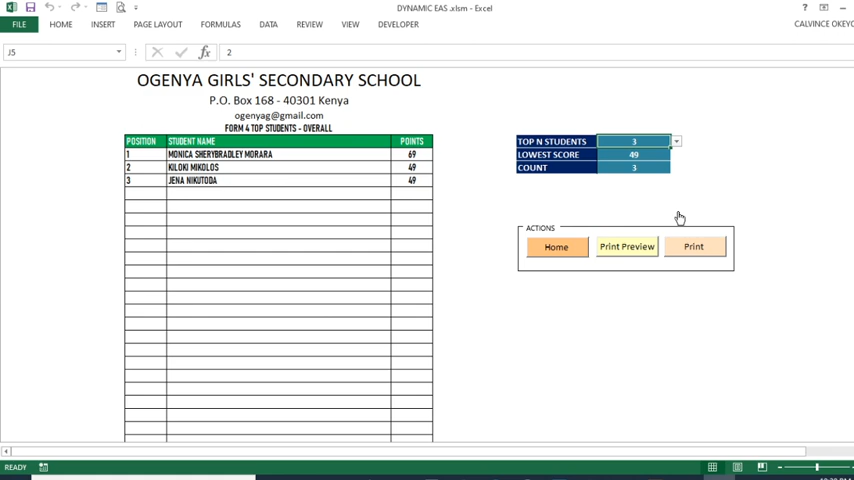 DYNAMIC EAS .xlsm - Excel
FILE HOME INSERT PAGE LAYOUT FORMULAS DATA REVIEW VIEW DEVELOPER CALVINCE OKEYO
J5 fx 2
OGENYA GIRLS' SECONDARY SCHOOL
P.O. Box 168 - 40301 Kenya
ogenyag@gmail.com
FORM 4 TOP STUDENTS - OVERALL
POSITION STUDENT NAME POINTS
1 MONICA SHERYBRADLEY MORARA 69
2 KILOKI MIKOLOS 49
3 JENA NIKUTODA 49
TOP N STUDENTS 3
LOWEST SCORE 49
COUNT 3
ACTIONS
Home Print Preview Print
READY